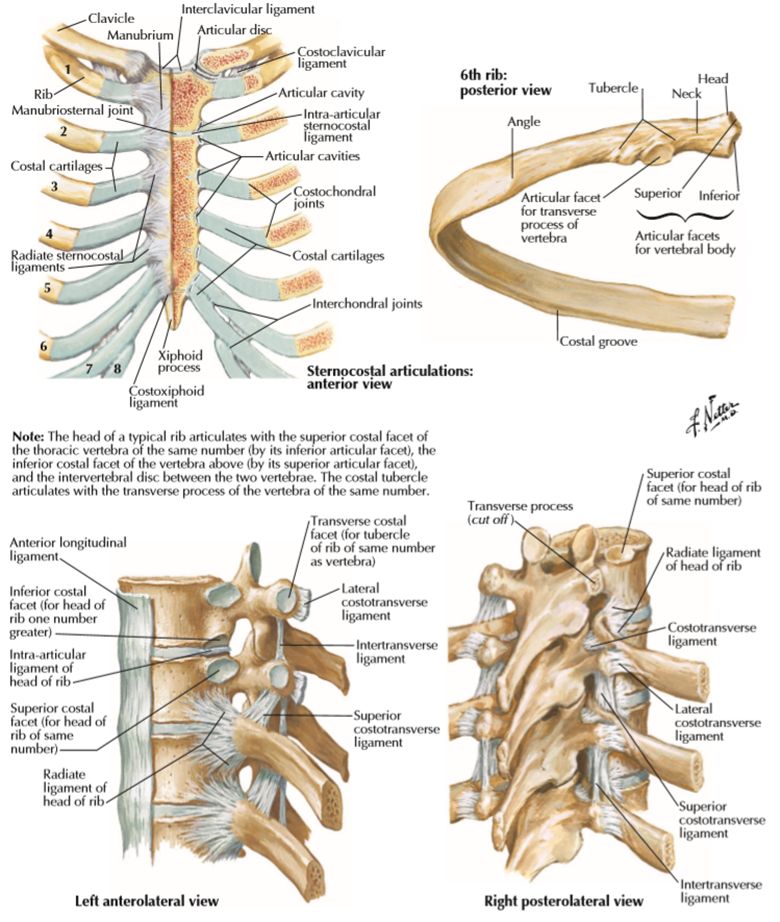 Interclavicular ligament
Clavicle
Manubrium
Articular disc
Costoclavicular
ligament
1
Rib
Manubriosternal joint
Articular cavity
Intra-articular
sternocostal
ligament
2
Costal cartilages
Articular cavities
3
Costochondral
joints
4
Radiate sternocostal
ligaments
Costal cartilages
5
Interchondral joints
6
7
8
Xiphoid
process
Costoxiphoid
ligament
Sternocostal articulations:
anterior view
6th rib:
posterior view
Head
Tubercle
Neck
Angle
Articular facet
for transverse
process of
vertebra
Superior
Inferior
Articular facets
for vertebral body
Costal groove
F. Netter
M.D.
Note: The head of a typical rib articulates with the superior costal facet of
the thoracic vertebra of the same number (by its inferior articular facet), the
inferior costal facet of the vertebra above (by its superior articular facet),
and the intervertebral disc between the two vertebrae. The costal tubercle
articulates with the transverse process of the vertebra of the same number.
Anterior longitudinal
ligament
Transverse costal
facet (for tubercle
of rib of same number
as vertebra)
Inferior costal
facet (for head of
rib one number
greater)
Lateral
costotransverse
ligament
Intra-articular
ligament of
head of rib
Intertransverse
ligament
Superior costal
facet (for head of
rib of same
number)
Superior
costotransverse
ligament
Radiate
ligament of
head of rib
Left anterolateral view
Superior costal
facet (for head of rib
of same number)
Transverse process
(cut off)
Radiate ligament
of head of rib
Costotransverse
ligament
Lateral
costotransverse
ligament
Superior
costotransverse
ligament
Intertransverse
ligament
Right posterolateral view